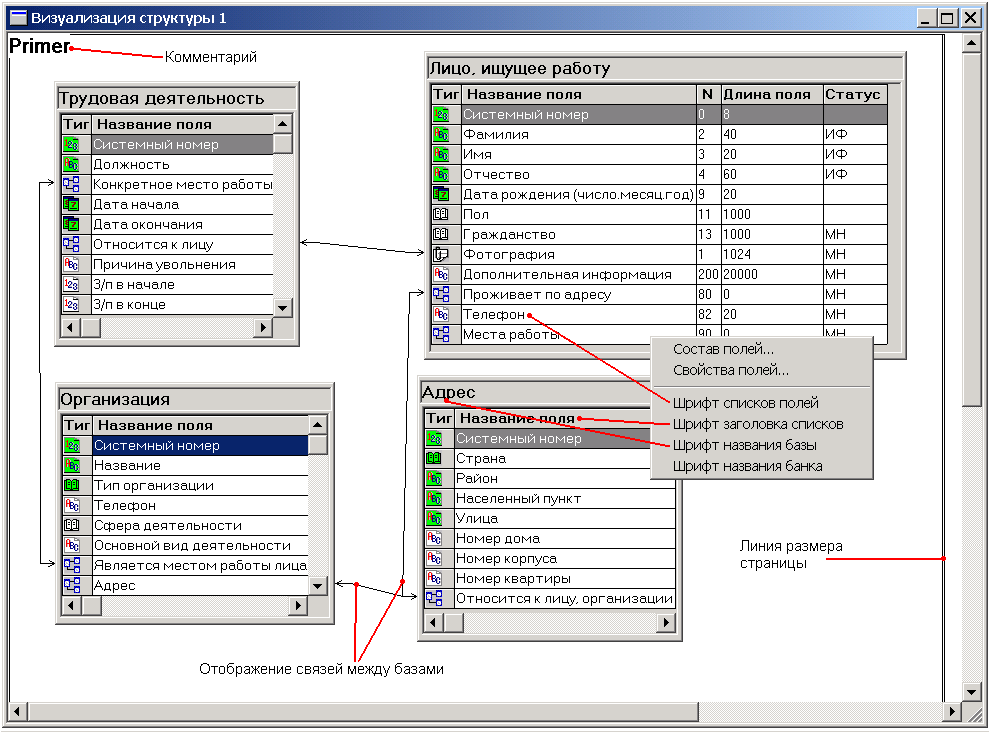 Визуализация структуры 1
Primer
Комментарий
Трудовая деятельность
Тип Название поля
Системный номер
Должность
Конкретное место работы
Дата начала
Дата окончания
Относится к лицу
Причина увольнения
З/п в начале
З/п в конце
Лицо, ищущее работу
Тип Название поля N Длина поля Статус
Системный номер 0 8
Фамилия 2 40 ИФ
Имя 3 20 ИФ
Отчество 4 60 ИФ
Дата рождения (число.месяц.год) 9 20
Пол 11 1000
Гражданство 13 1000 МН
Фотография 1 1024 МН
Дополнительная информация 200 20000 МН
Проживает по адресу 80 0 МН
Телефон 82 20 МН
Места работы 90 0 МН
Состав полей...
Свойства полей...
Шрифт списков полей
Шрифт заголовка списков
Шрифт названия базы
Шрифт названия банка
Организация
Тип Название поля
Системный номер
Название
Тип организации
Телефон
Сфера деятельности
Основной вид деятельности
Является местом работы лица
Адрес
Адрес
Тип Название поля
Системный номер
Страна
Район
Населенный пункт
Улица
Номер дома
Номер корпуса
Номер квартиры
Относится к лицу, организации
Линия размера
страницы
Отображение связей между базами